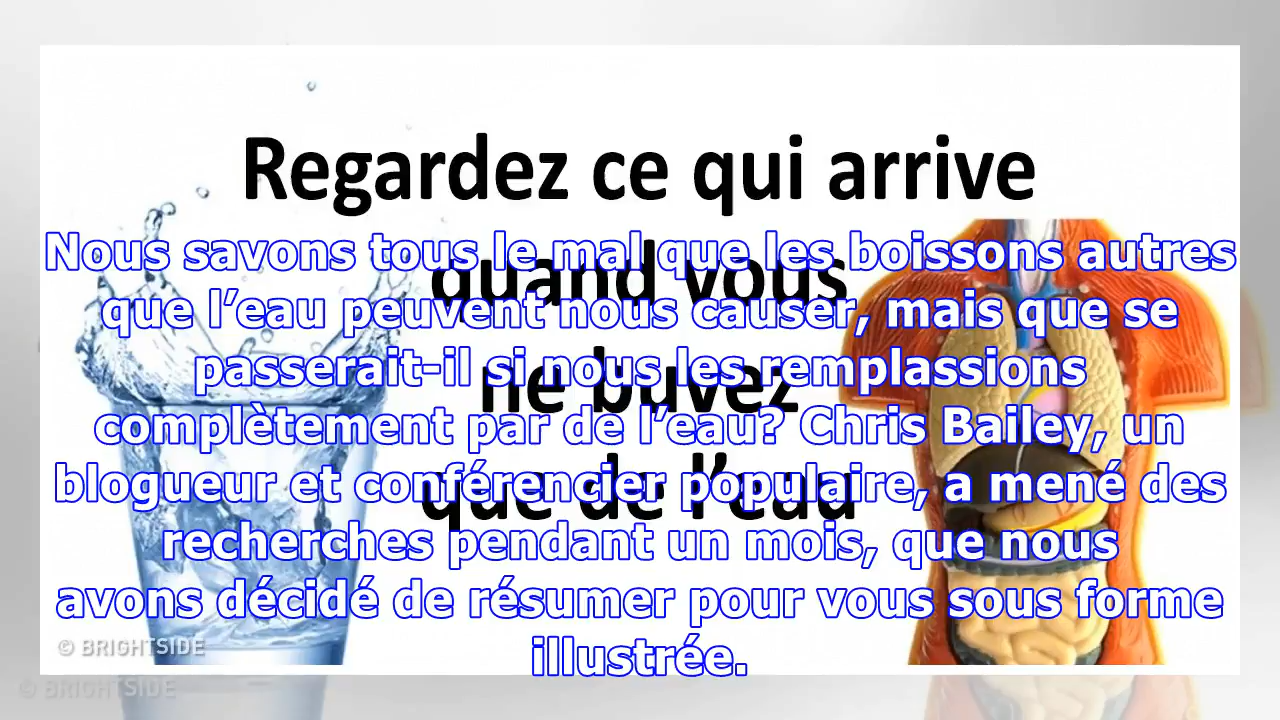 Regardez ce qui arrive
quand vous
ne buvez
que de l’eau
Nous savons tous le mal que les boissons autres
que l’eau peuvent nous causer, mais que se
passerait-il si nous les remplassions
complètement par de l’eau? Chris Bailey, un
blogueur et conférencier populaire, a mené des
recherches pendant un mois, que nous
avons décidé de résumer pour vous sous forme
illustrée.
© BRIGHTSIDE
© BRIGHTSIDE